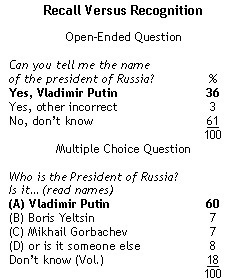 Recall Versus Recognition
Open-Ended Question
Can you tell me the name
of the president of Russia? %
Yes, Vladimir Putin 36
Yes, other incorrect 3
No, don't know 61
100
Multiple Choice Question
Who is the President of Russia?
Is it... (read names)
(A) Vladimir Putin 60
(B) Boris Yeltsin 7
(C) Mikhail Gorbachev 7
(D) or is it someone else 8
Don't know (Vol.) 18
100